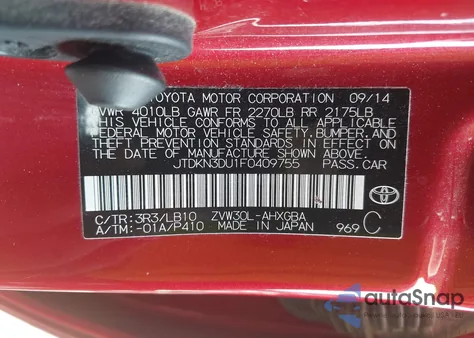 TOYOTA MOTOR CORPORATION 09/14
GVWR 4010LB GAWR FR 2270LB RR 2175LB
THIS VEHICLE CONFORMS TO ALL APPLICABLE
FEDERAL MOTOR VEHICLE SAFETY, BUMPER, AND
THEFT PREVENTION STANDARDS IN EFFECT ON
THE DATE OF MANUFACTURE SHOWN ABOVE.
JTDKN3DU1F0409755 PASS.CAR
C/TR:3R3/LB10 ZVW30L-AHXGBA
A/TM:-01A/P410 MADE IN JAPAN 969 C
TOYOTA
autoSnap